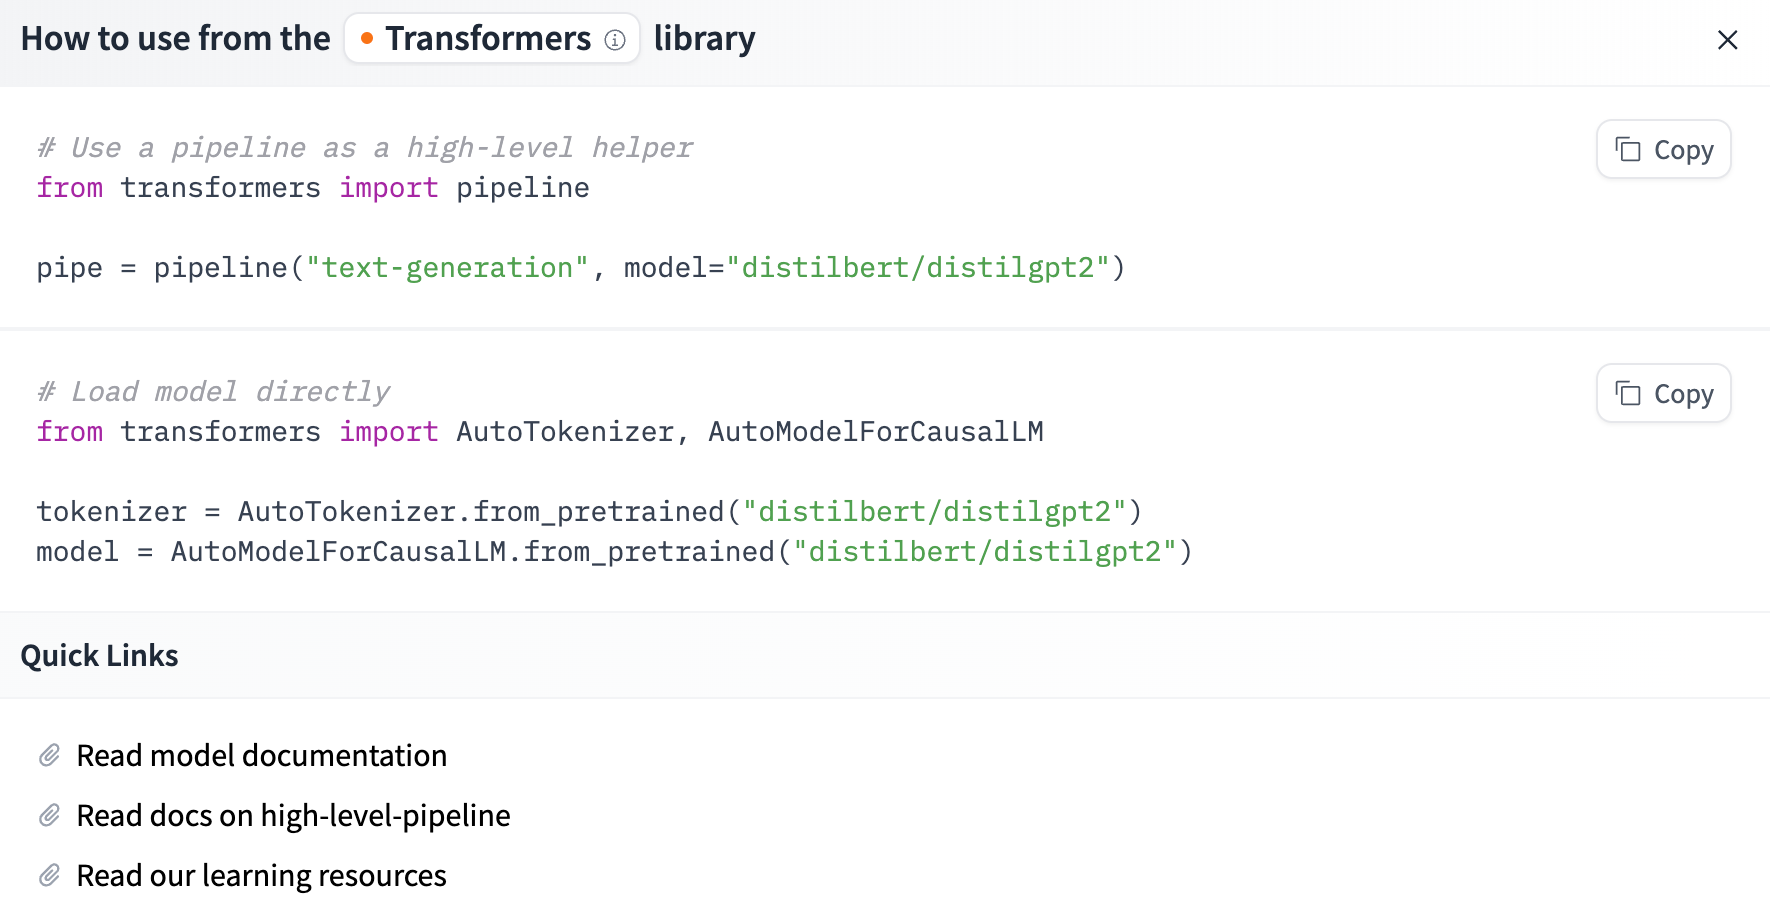 How to use from the Transformers library
# Use a pipeline as a high-level helper
Copy
from transformers import pipeline
pipe = pipeline("text-generation", model="distilbert/distilgpt2")
# Load model directly
Copy
from transformers import AutoTokenizer, AutoModelForCausalLM
tokenizer = AutoTokenizer.from_pretrained("distilbert/distilgpt2")
model = AutoModelForCausalLM.from_pretrained("distilbert/distilgpt2")
Quick Links
Read model documentation
Read docs on high-level-pipeline
Read our learning resources